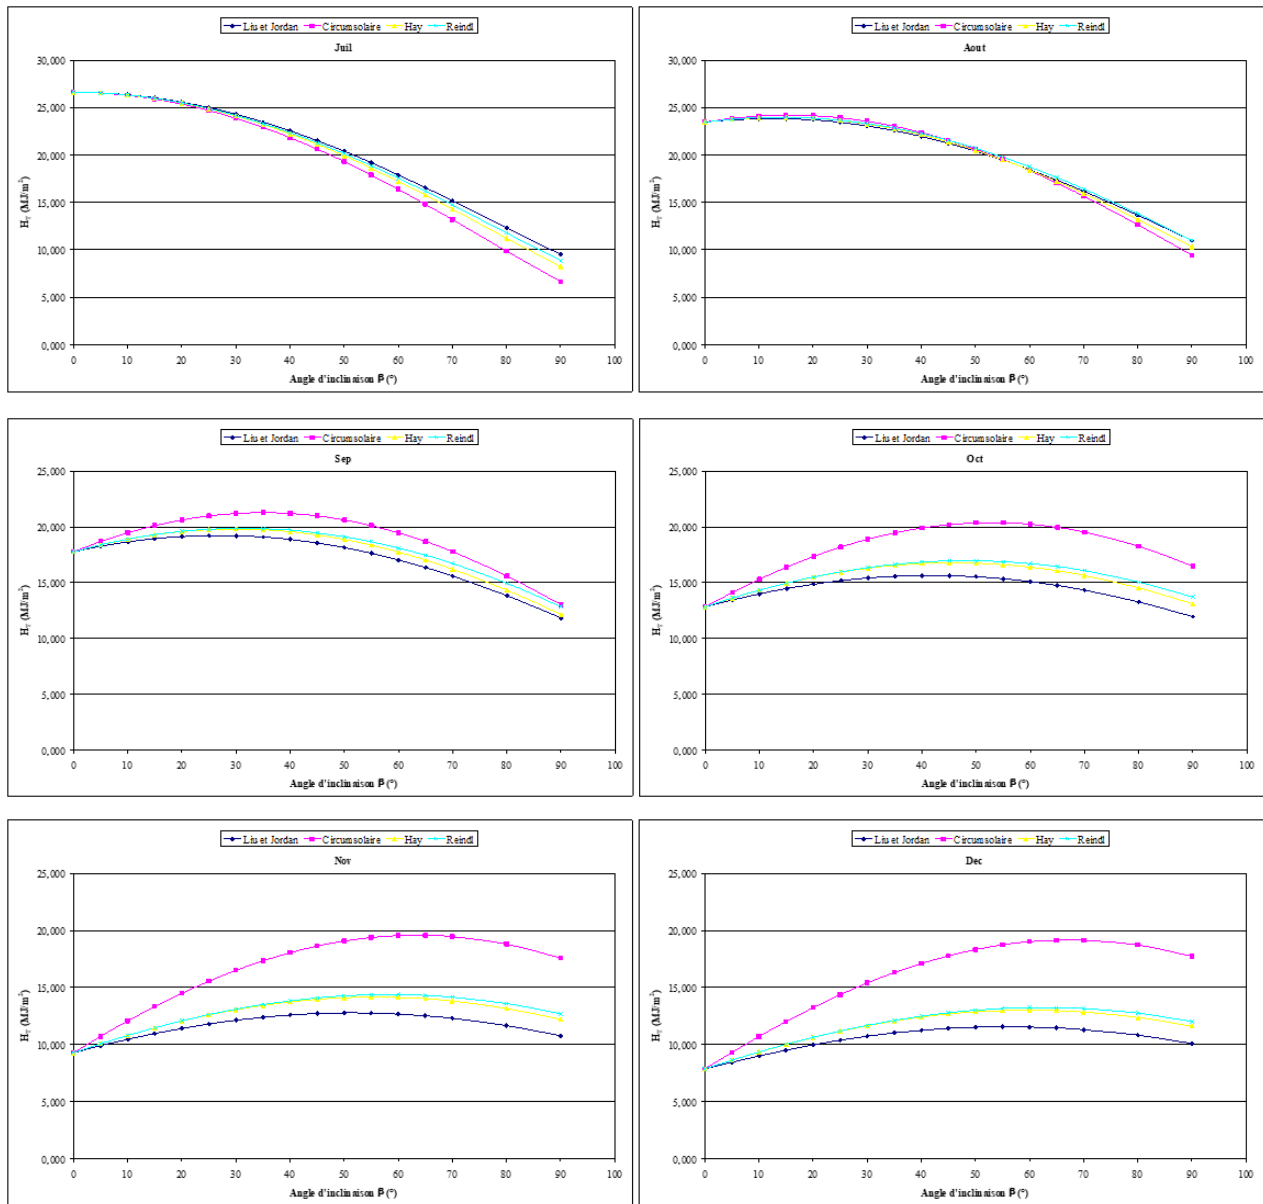 Liu et Jordan Circumsolaire Hay Reindl
Juil
30,000
25,000
20,000
15,000
10,000
5,000
0,000
H_T (MJ/m²)
0 10 20 30 40 50 60 70 80 90 100
Angle d'inclinaison β (°)
Liu et Jordan Circumsolaire Hay Reindl
Aout
30,000
25,000
20,000
15,000
10,000
5,000
0,000
H_T (MJ/m²)
0 10 20 30 40 50 60 70 80 90 100
Angle d'inclinaison β (°)
Liu et Jordan Circumsolaire Hay Reindl
Sep
25,000
20,000
15,000
10,000
5,000
0,000
H_T (MJ/m²)
0 10 20 30 40 50 60 70 80 90 100
Angle d'inclinaison β (°)
Liu et Jordan Circumsolaire Hay Reindl
Oct
25,000
20,000
15,000
10,000
5,000
0,000
H_T (MJ/m²)
0 10 20 30 40 50 60 70 80 90 100
Angle d'inclinaison β (°)
Liu et Jordan Circumsolaire Hay Reindl
Nov
25,000
20,000
15,000
10,000
5,000
0,000
H_T (MJ/m²)
0 10 20 30 40 50 60 70 80 90 100
Angle d'inclinaison β (°)
Liu et Jordan Circumsolaire Hay Reindl
Dec
25,000
20,000
15,000
10,000
5,000
0,000
H_T (MJ/m²)
0 10 20 30 40 50 60 70 80 90 100
Angle d'inclinaison β (°)